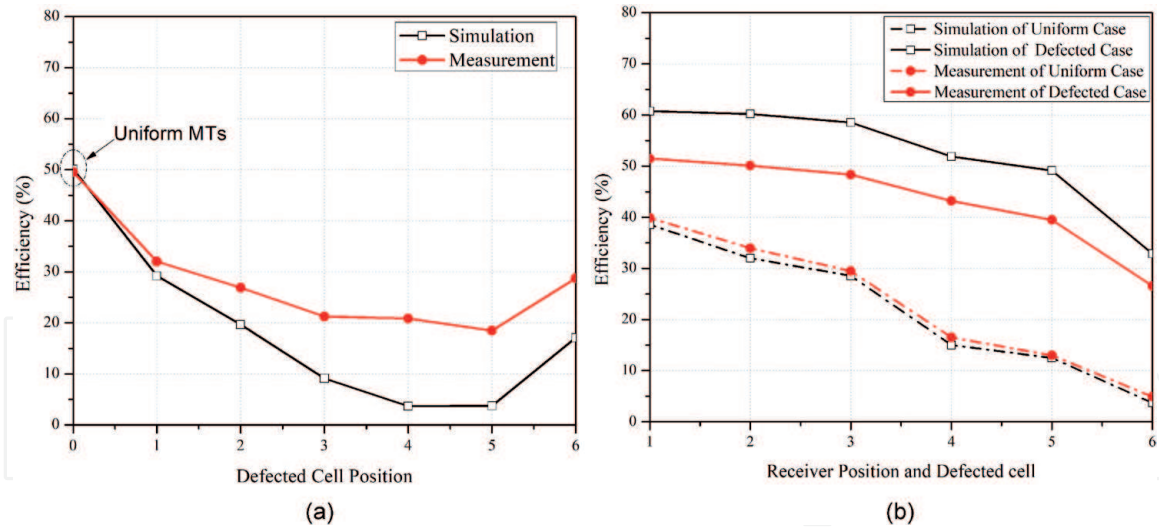 80
70
60
50
40
30
20
10
0
Efficiency (%)
Simulation
Measurement
Uniform MTs
0 1 2 3 4 5 6
Defected Cell Position
(a)
80
70
60
50
40
30
20
10
0
Efficiency (%)
Simulation of Uniform Case
Simulation of Defected Case
Measurement of Uniform Case
Measurement of Defected Case
1 2 3 4 5 6
Receiver Position and Defected cell
(b)